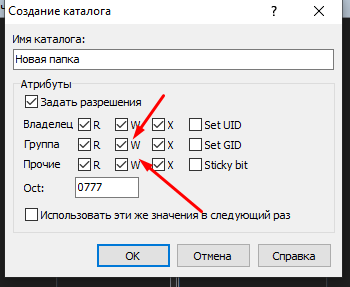 Создание каталога
Имя каталога:
Новая папка
Атрибуты
Задать разрешения
Владелец R W X Set UID
Группа R W X Set GID
Прочие R W X Sticky bit
Oct: 0777
Использовать эти же значения в следующий раз
OK Отмена Справка